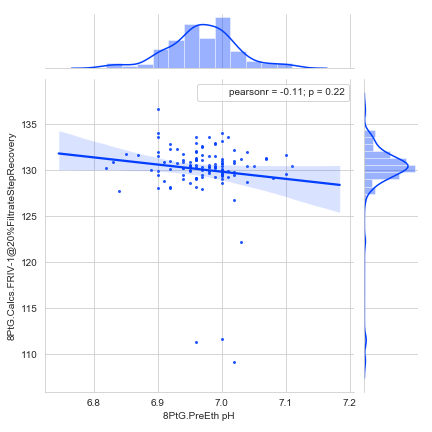 pearsonr = -0.11; p = 0.22
8PtG.Calcs.FRIV-1@20%FiltrateStepRecovery
135
130
125
120
115
110
6.8 6.9 7.0 7.1 7.2
8PtG.PreEth pH